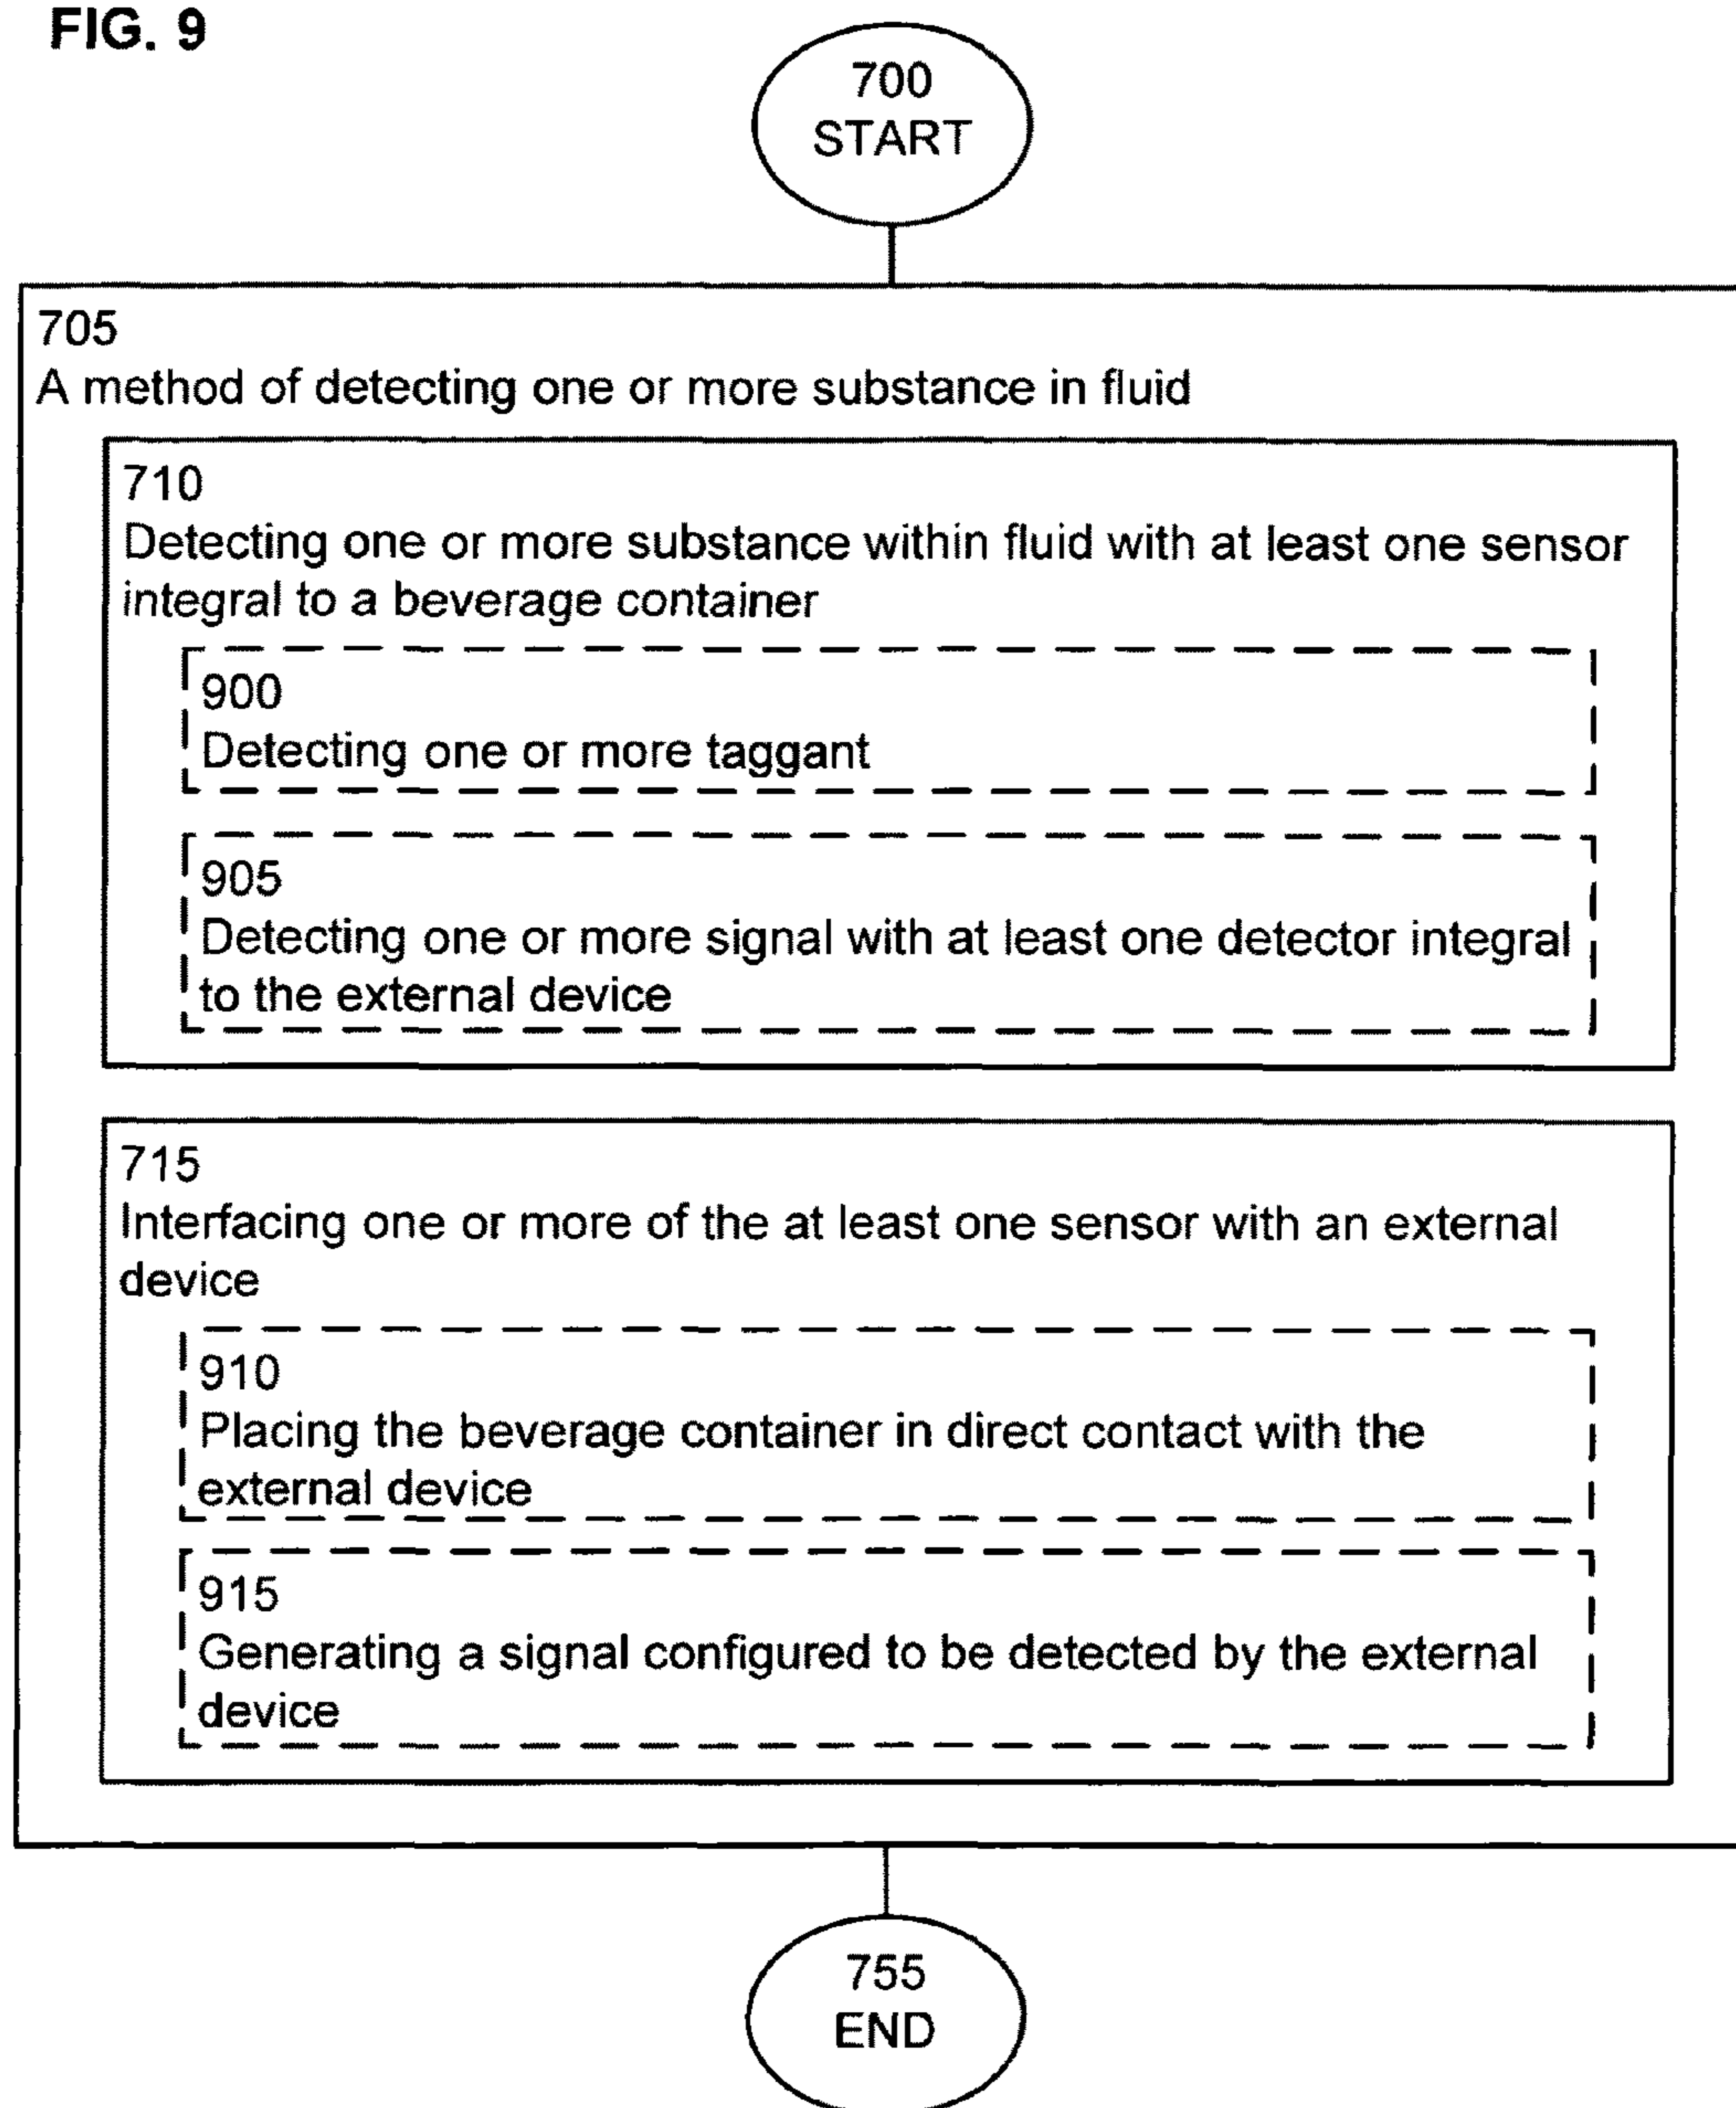 FIG. 9
700
START
705
A method of detecting one or more substance in fluid
710
Detecting one or more substance within fluid with at least one sensor
integral to a beverage container
900
Detecting one or more taggant
905
Detecting one or more signal with at least one detector integral
to the external device
715
Interfacing one or more of the at least one sensor with an external
device
910
Placing the beverage container in direct contact with the
external device
915
Generating a signal configured to be detected by the external
device
755
END